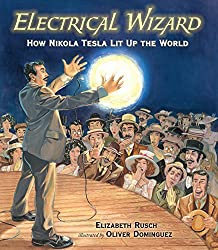 ELECTRICAL WIZARD
HOW NIKOLA TESLA LIT UP THE WORLD
ELIZABETH RUSCH
illustrated by OLIVER DOMINGUEZ